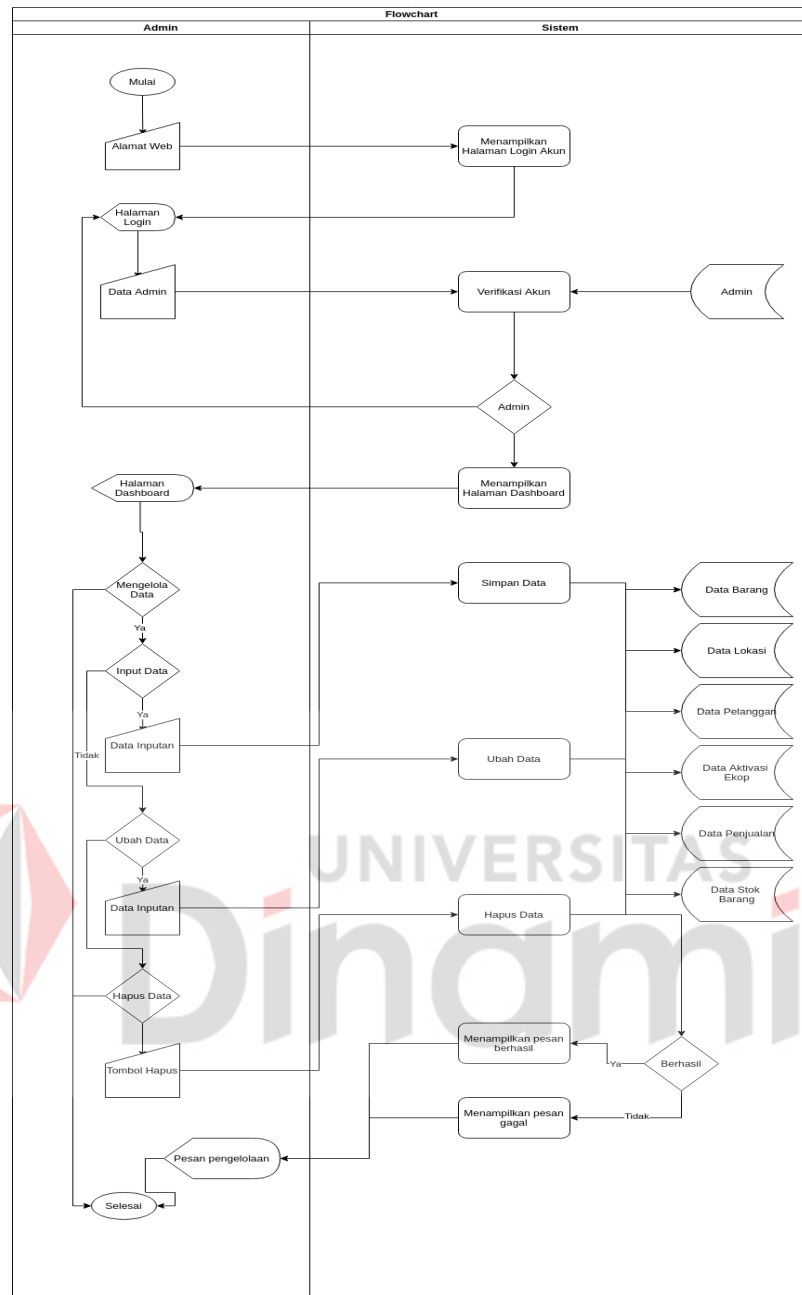 Flowchart
Admin
Sistem
Mulai
Alamat Web
Menampilkan
Halaman Login Akun
Halaman
Login
Data Admin
Verifikasi Akun
Admin
Admin
Halaman
Dashboard
Menampilkan
Halaman Dashboard
Mengelola
Data
Simpan Data
Data Barang
Ya
Input Data
Data Lokasi
Ya
Data Pelanggan
Tidak
Data Inputan
Ubah Data
Data Aktivasi
Ekop
Ubah Data
Data Penjualan
UNIVERSITAS
Ya
Data Inputan
Hapus Data
Data Stok
Barang
Dinami
Hapus Data
Tombol Hapus
Menampilkan pesan
berhasil
Ya
Berhasil
Menampilkan pesan
gagal
Tidak
Pesan pengelolaan
Selesai